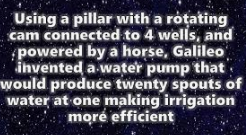 Using a pillar with a rotating
cam connected to 4 wells, and
powered by a horse, Galileo
invented a water pump that
would produce twenty spouts of
water at one making irrigation
more efficient